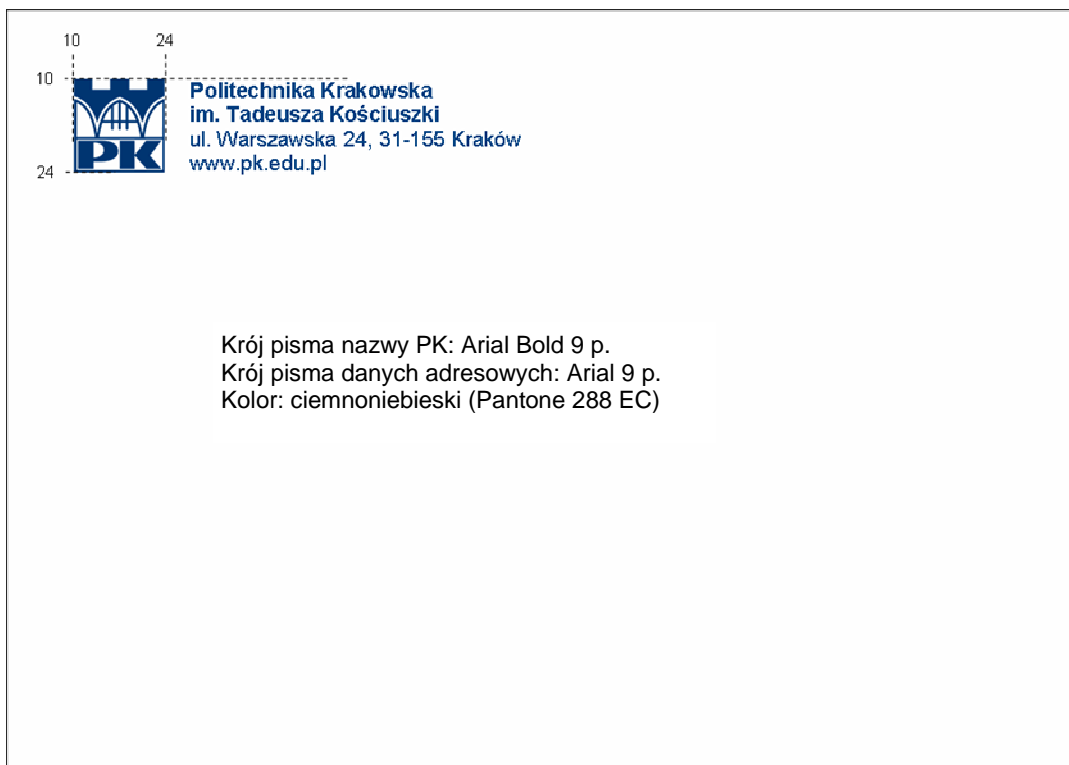 10 24
10
Politechnika Krakowska
im. Tadeusza Kościuszki
ul. Warszawska 24, 31-155 Kraków
www.pk.edu.pl
PK
24
Krój pisma nazwy PK: Arial Bold 9 p.
Krój pisma danych adresowych: Arial 9 p.
Kolor: ciemnoniebieski (Pantone 288 EC)